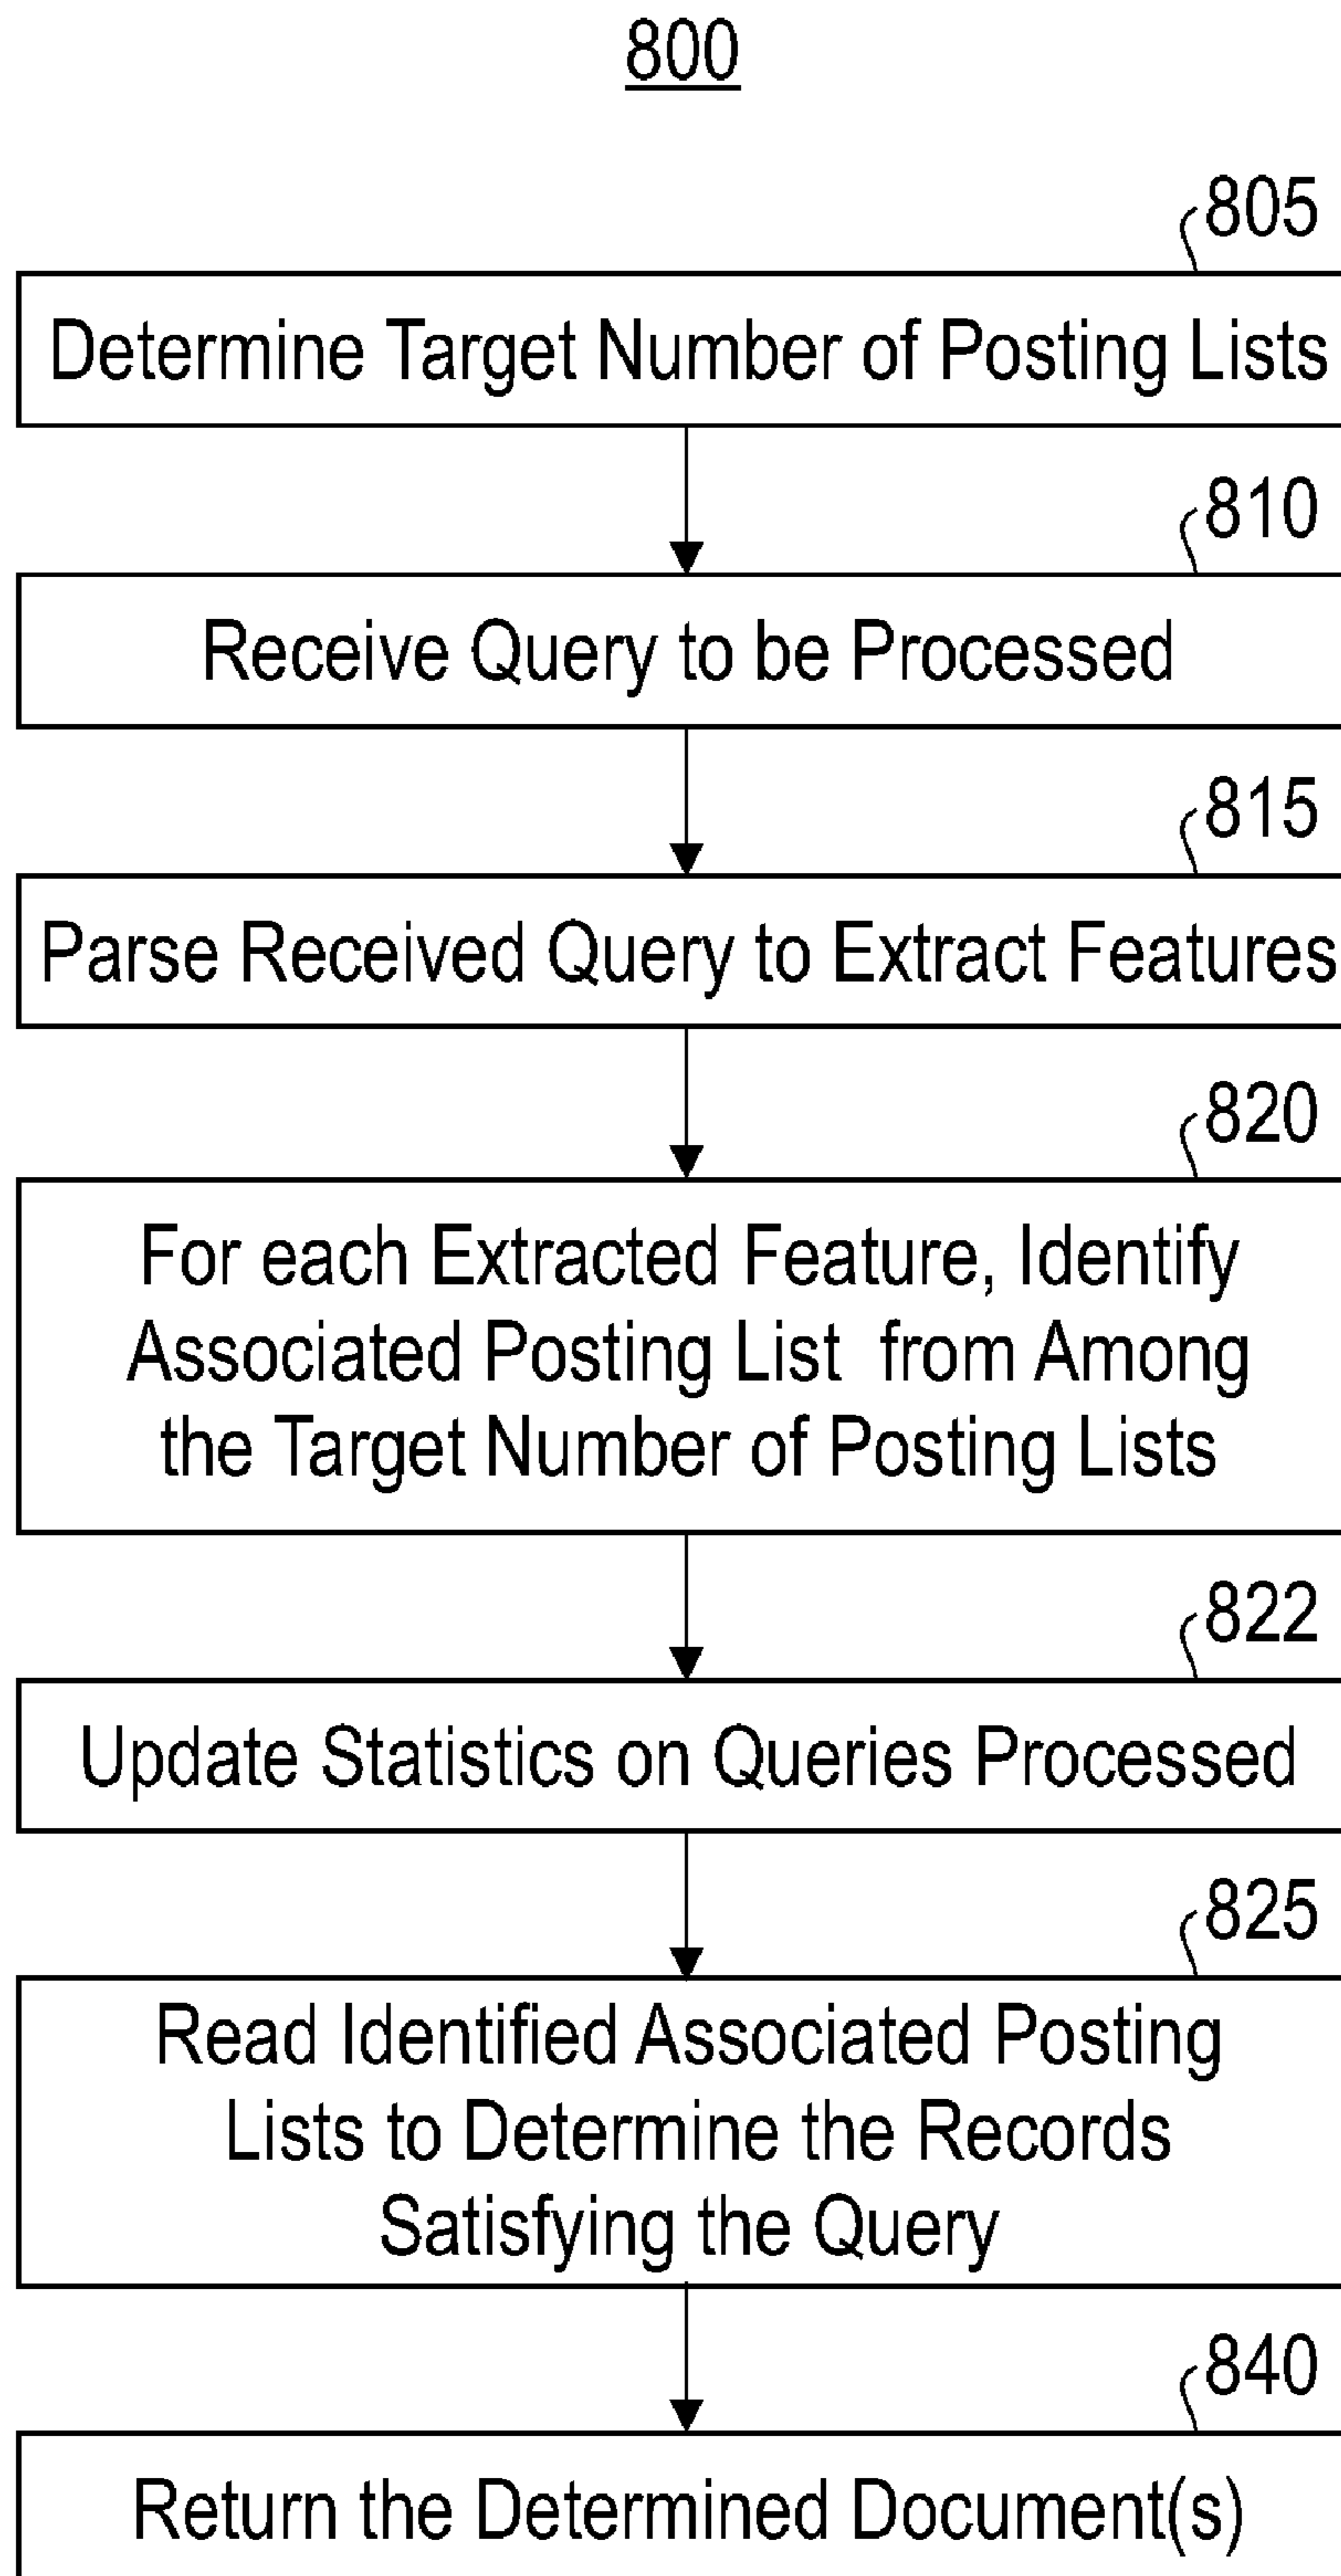 800
805
Determine Target Number of Posting Lists
810
Receive Query to be Processed
815
Parse Received Query to Extract Features
820
For each Extracted Feature, Identify
Associated Posting List from Among
the Target Number of Posting Lists
822
Update Statistics on Queries Processed
825
Read Identified Associated Posting
Lists to Determine the Records
Satisfying the Query
840
Return the Determined Document(s)